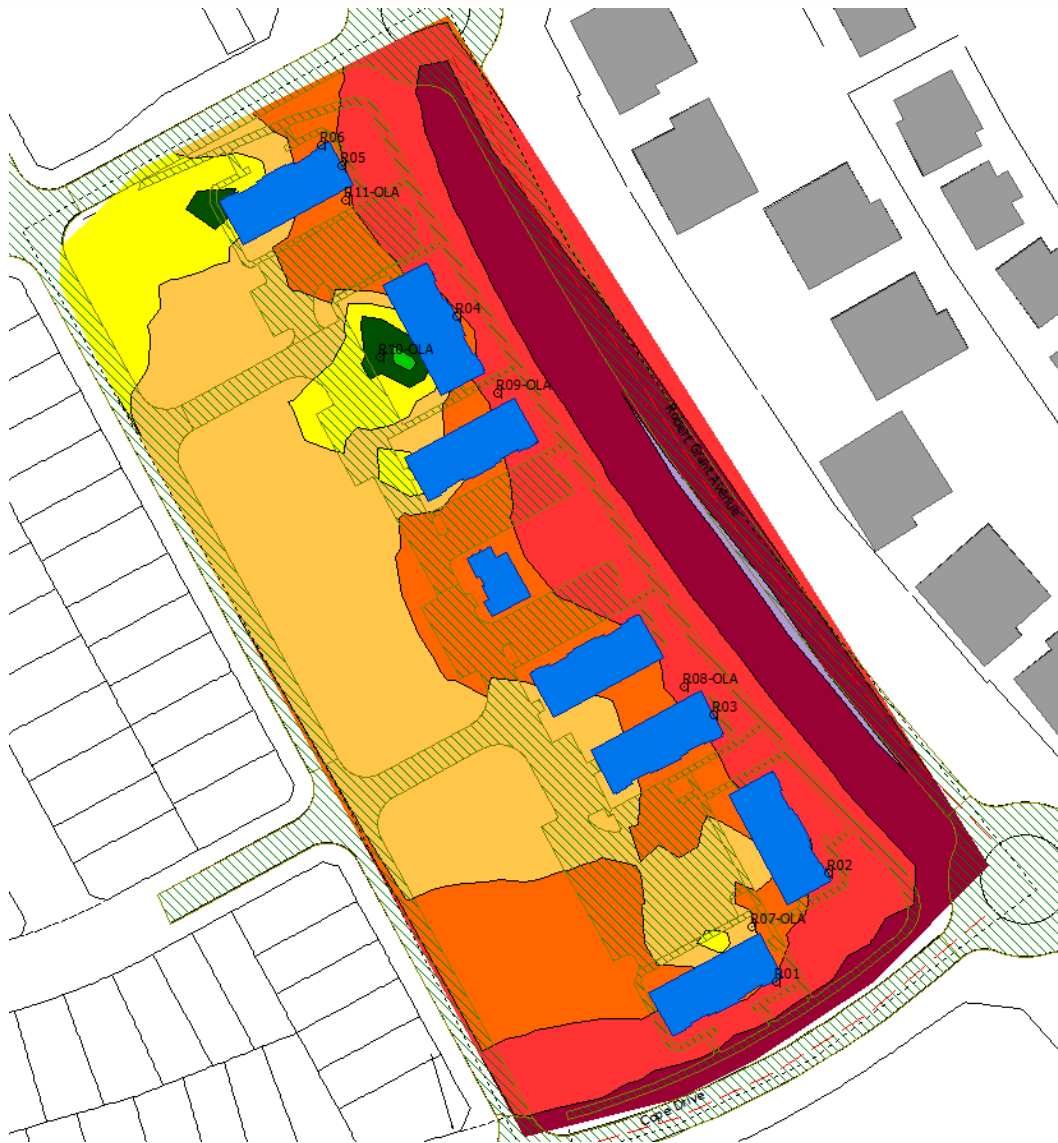 R06
R05
R11-OLA
R04
R10-OLA
R09-OLA
Robert Grant Avenue
R08-OLA
R03
R02
R07-OLA
R01
Cope Drive